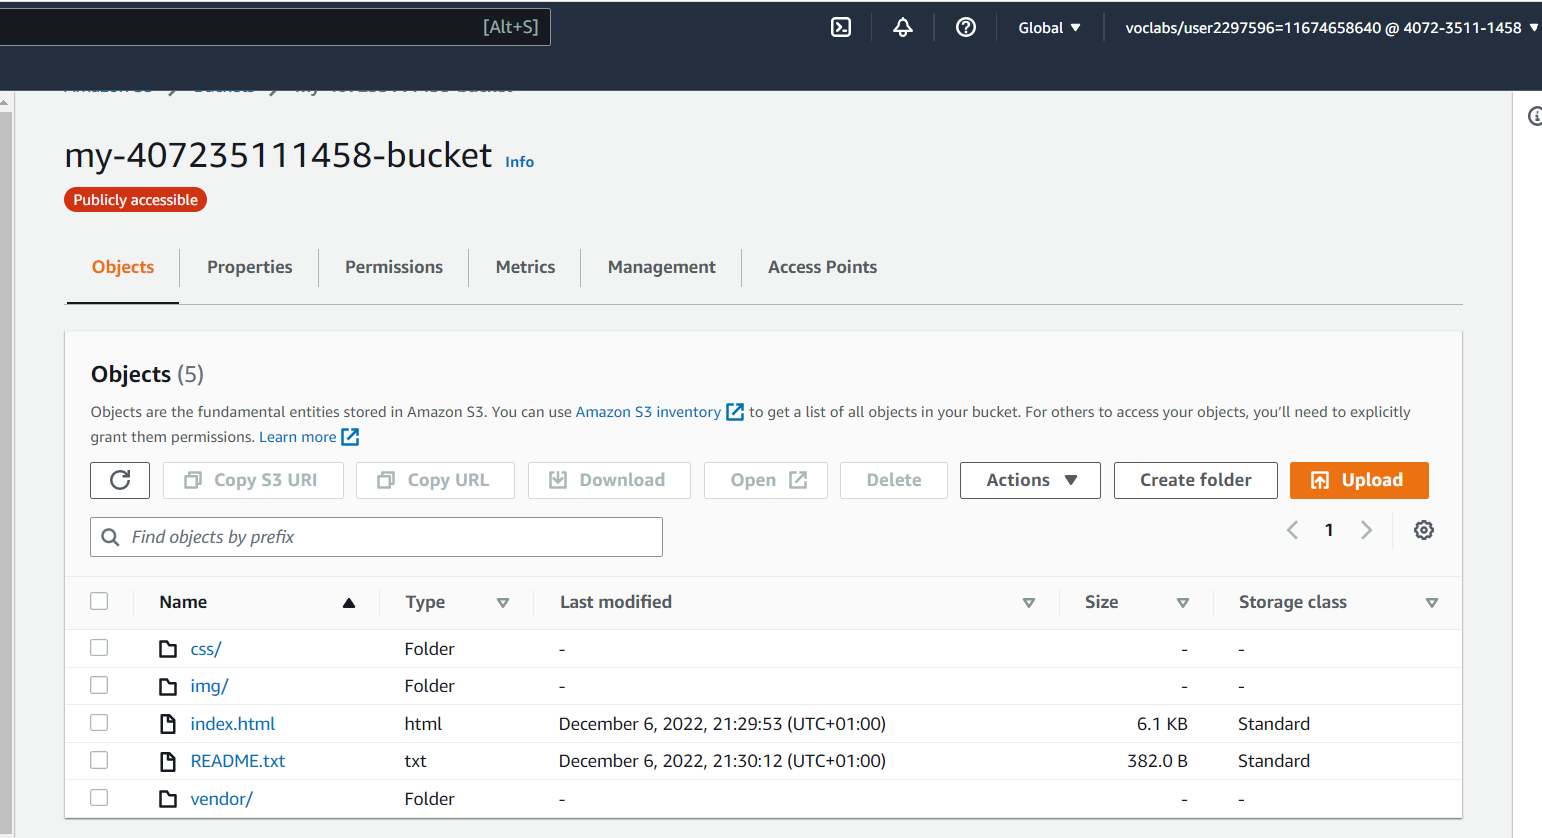 [Alt+S]
Global
voclabs/user2297596=11674658640 @ 4072-3511-1458
my-407235111458-bucket Info
Publicly accessible
Objects Properties Permissions Metrics Management Access Points
Objects (5)
Objects are the fundamental entities stored in Amazon S3. You can use Amazon S3 inventory to get a list of all objects in your bucket. For others to access your objects, you'll need to explicitly
grant them permissions. Learn more
Copy S3 URI Copy URL Download Open Delete Actions Create folder Upload
Find objects by prefix
1
Name Type Last modified Size Storage class
css/ Folder - - -
img/ Folder - - -
index.html html December 6, 2022, 21:29:53 (UTC+01:00) 6.1 KB Standard
README.txt txt December 6, 2022, 21:30:12 (UTC+01:00) 382.0 B Standard
vendor/ Folder - - -